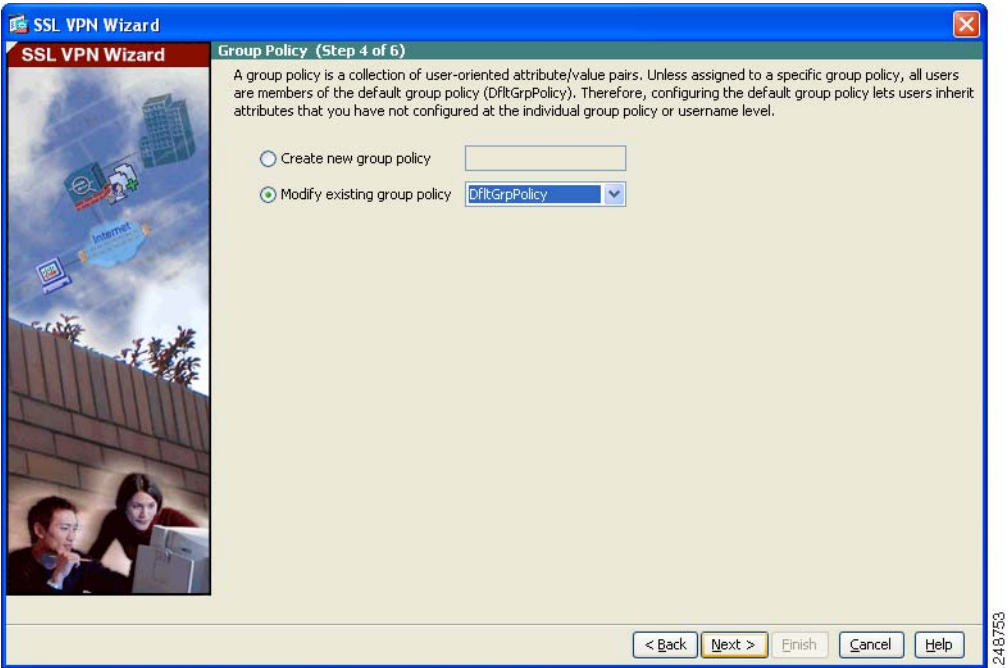 SSL VPN Wizard
SSL VPN Wizard
Group Policy (Step 4 of 6)
A group policy is a collection of user-oriented attribute/value pairs. Unless assigned to a specific group policy, all users
are members of the default group policy (DfltGrpPolicy). Therefore, configuring the default group policy lets users inherit
attributes that you have not configured at the individual group policy or username level.
Create new group policy
Modify existing group policy DfltGrpPolicy
Internet
< Back Next > Finish Cancel Help
248753